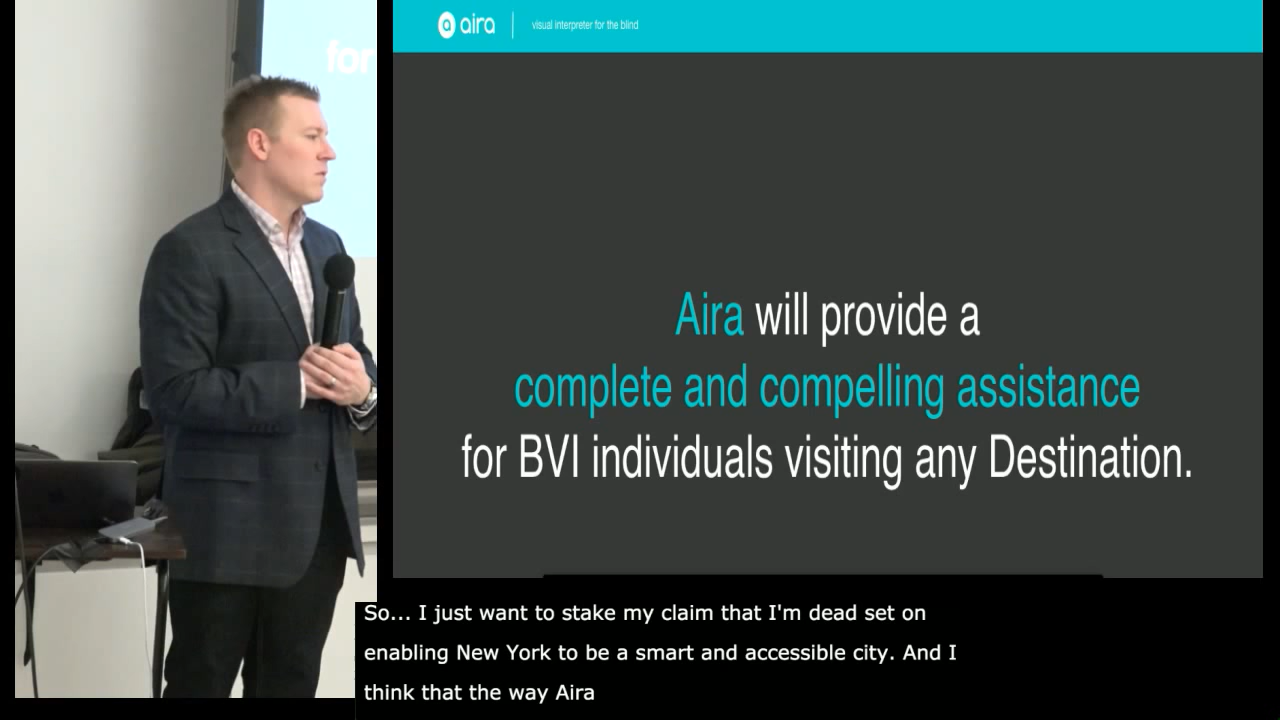 for
aira
visual interpreter for the blind
Aira will provide a
complete and compelling assistance
for BVI individuals visiting any Destination.
So... I just want to stake my claim that I'm dead set on
enabling New York to be a smart and accessible city. And I
think that the way Aira